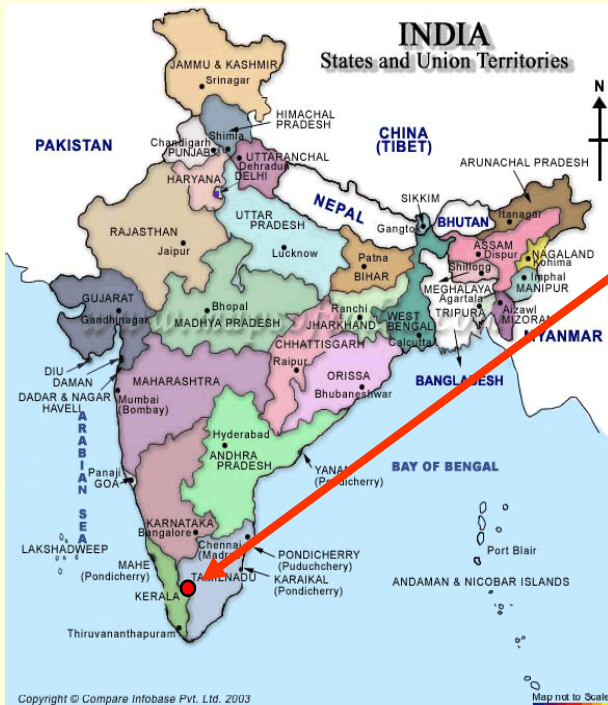 INDIA
States and Union Territories
N
JAMMU & KASHMIR
Srinagar
HIMACHAL
PRADESH
PAKISTAN
Chandigarh
Shimla
PUNJAB
UTTARANCHAL
Dehradun
CHINA
(TIBET)
HARYANA
DELHI
ARUNACHAL PRADESH
NEPAL
SIKKIM
Gangtok
BHUTAN
Itanagar
RAJASTHAN
Jaipur
UTTAR
PRADESH
Lucknow
Patna
BIHAR
ASSAM
Dispur
NAGALAND
Kohima
Shillong
MEGHALAYA
Imphal
MANIPUR
Agartala
TRIPURA
Aizawl
MIZORAM
MYANMAR
GUJARAT
Gandhinagar
Bhopal
MADHYA PRADESH
Ranchi
JHARKHAND
WEST
BENGAL
Calcutta
CHHATTISGARH
Raipur
BANGLADESH
DIU
DAMAN
DADAR & NAGAR
HAVELI
MAHARASHTRA
Mumbai
(Bombay)
ORISSA
Bhubaneshwar
ARABIAN SEA
Hyderabad
ANDHRA
PRADESH
YANAM
(Pondicherry)
BAY OF BENGAL
Panaji
GOA
KARNATAKA
Bangalore
Chennai
(Madras)
LAKSHADWEEP
MAHE
(Pondicherry)
PONDICHERRY
(Puduchchery)
TAMILNADU
KARAIKAL
(Pondicherry)
KERALA
Port Blair
ANDAMAN & NICOBAR ISLANDS
Thiruvananthapuram
Copyright © Compare Infobase Pvt. Ltd. 2003
Map not to Scale